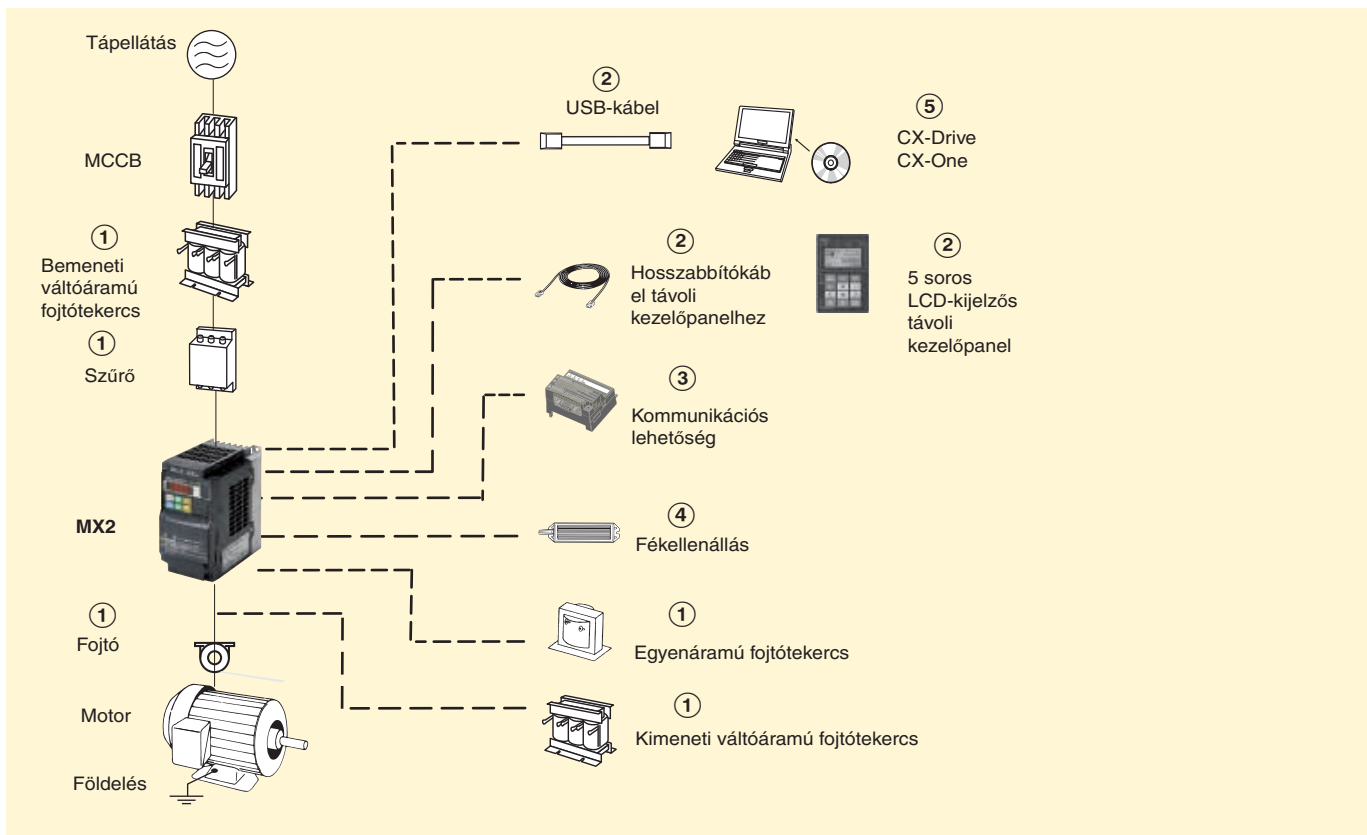 Tápellátás
MCCB
1
Bemeneti
váltóáramú
fojtótekercs
1
Szűrő
MX2
1
Fojtó
Motor
Földelés
2
USB-kábel
5
CX-Drive
CX-One
2
Hosszabbítókáb
el távoli
kezelőpanelhez
2
5 soros
LCD-kijelzős
távoli
kezelőpanel
3
Kommunikációs
lehetőség
4
Fékellenállás
1
Egyenáramú fojtótekercs
1
Kimeneti váltóáramú fojtótekercs